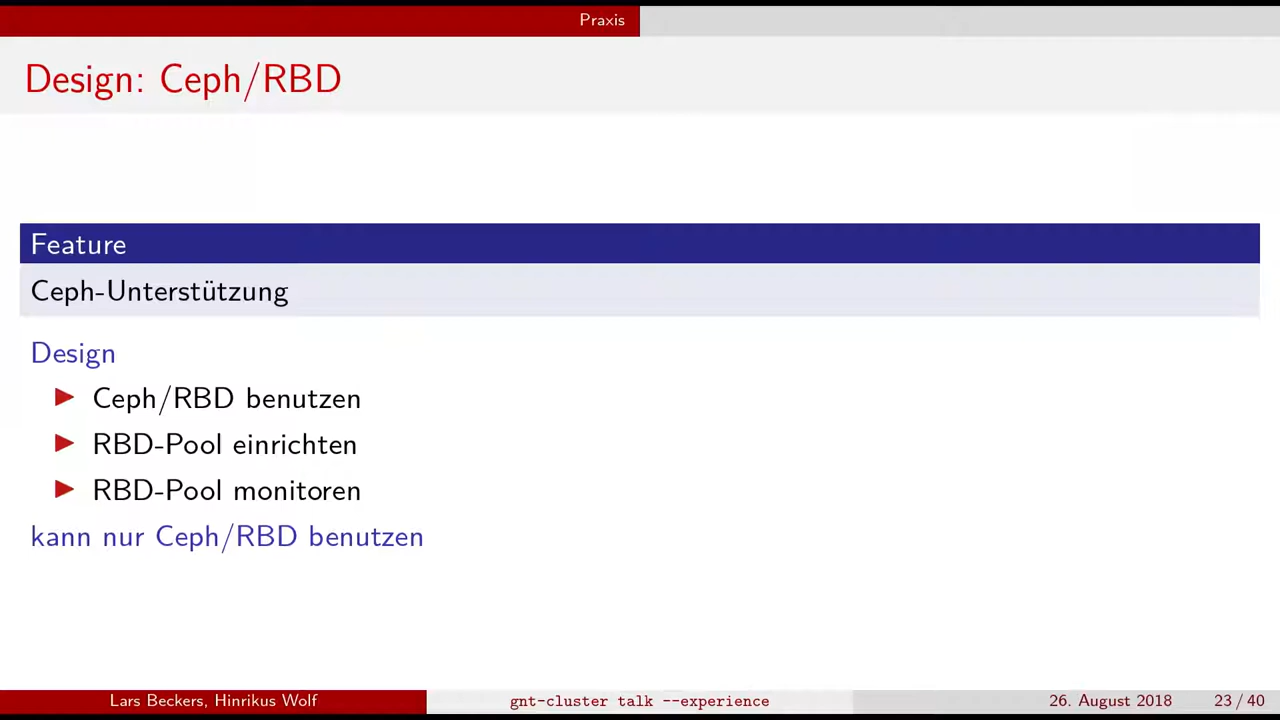 Praxis
Design: Ceph/RBD
Feature
Ceph-Unterstützung
Design
Ceph/RBD benutzen
RBD-Pool einrichten
RBD-Pool monitoren
kann nur Ceph/RBD benutzen
Lars Beckers, Hinrikus Wolf
gnt-cluster talk --experience
26. August 2018
23 / 40